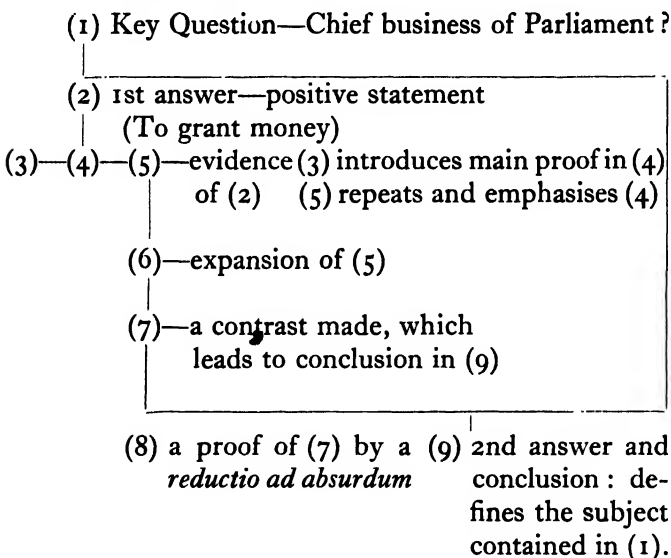 (1) Key Question—Chief business of Parliament?
(2) 1st answer—positive statement
(To grant money)
(3)—(4)—(5)—evidence (3) introduces main proof in (4)
of (2) (5) repeats and emphasises (4)
(6)—expansion of (5)
(7)—a contrast made, which
leads to conclusion in (9)
(8) a proof of (7) by a (9) 2nd answer and
reductio ad absurdum conclusion : de-
fines the subject
contained in (1).